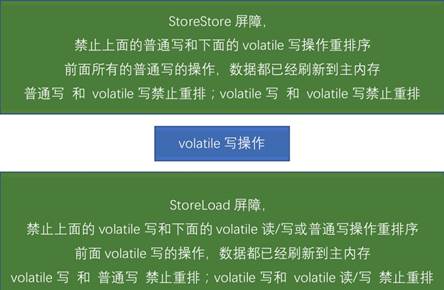 StoreStore 屏障，
禁止上面的普通写和下面的 volatile 写操作重排序
前面所有的普通写的操作，数据都已经刷新到主内存
普通写 和 volatile 写禁止重排；volatile 写 和 volatile 写禁止重排
volatile 写操作
StoreLoad 屏障，
禁止上面的 volatile 写和下面的 volatile 读/写或普通写操作重排序
前面 volatile 写的操作，数据都已经刷新到主内存
volatile 写 和 普通写 禁止重排；volatile 写和 volatile 读/写 禁止重排